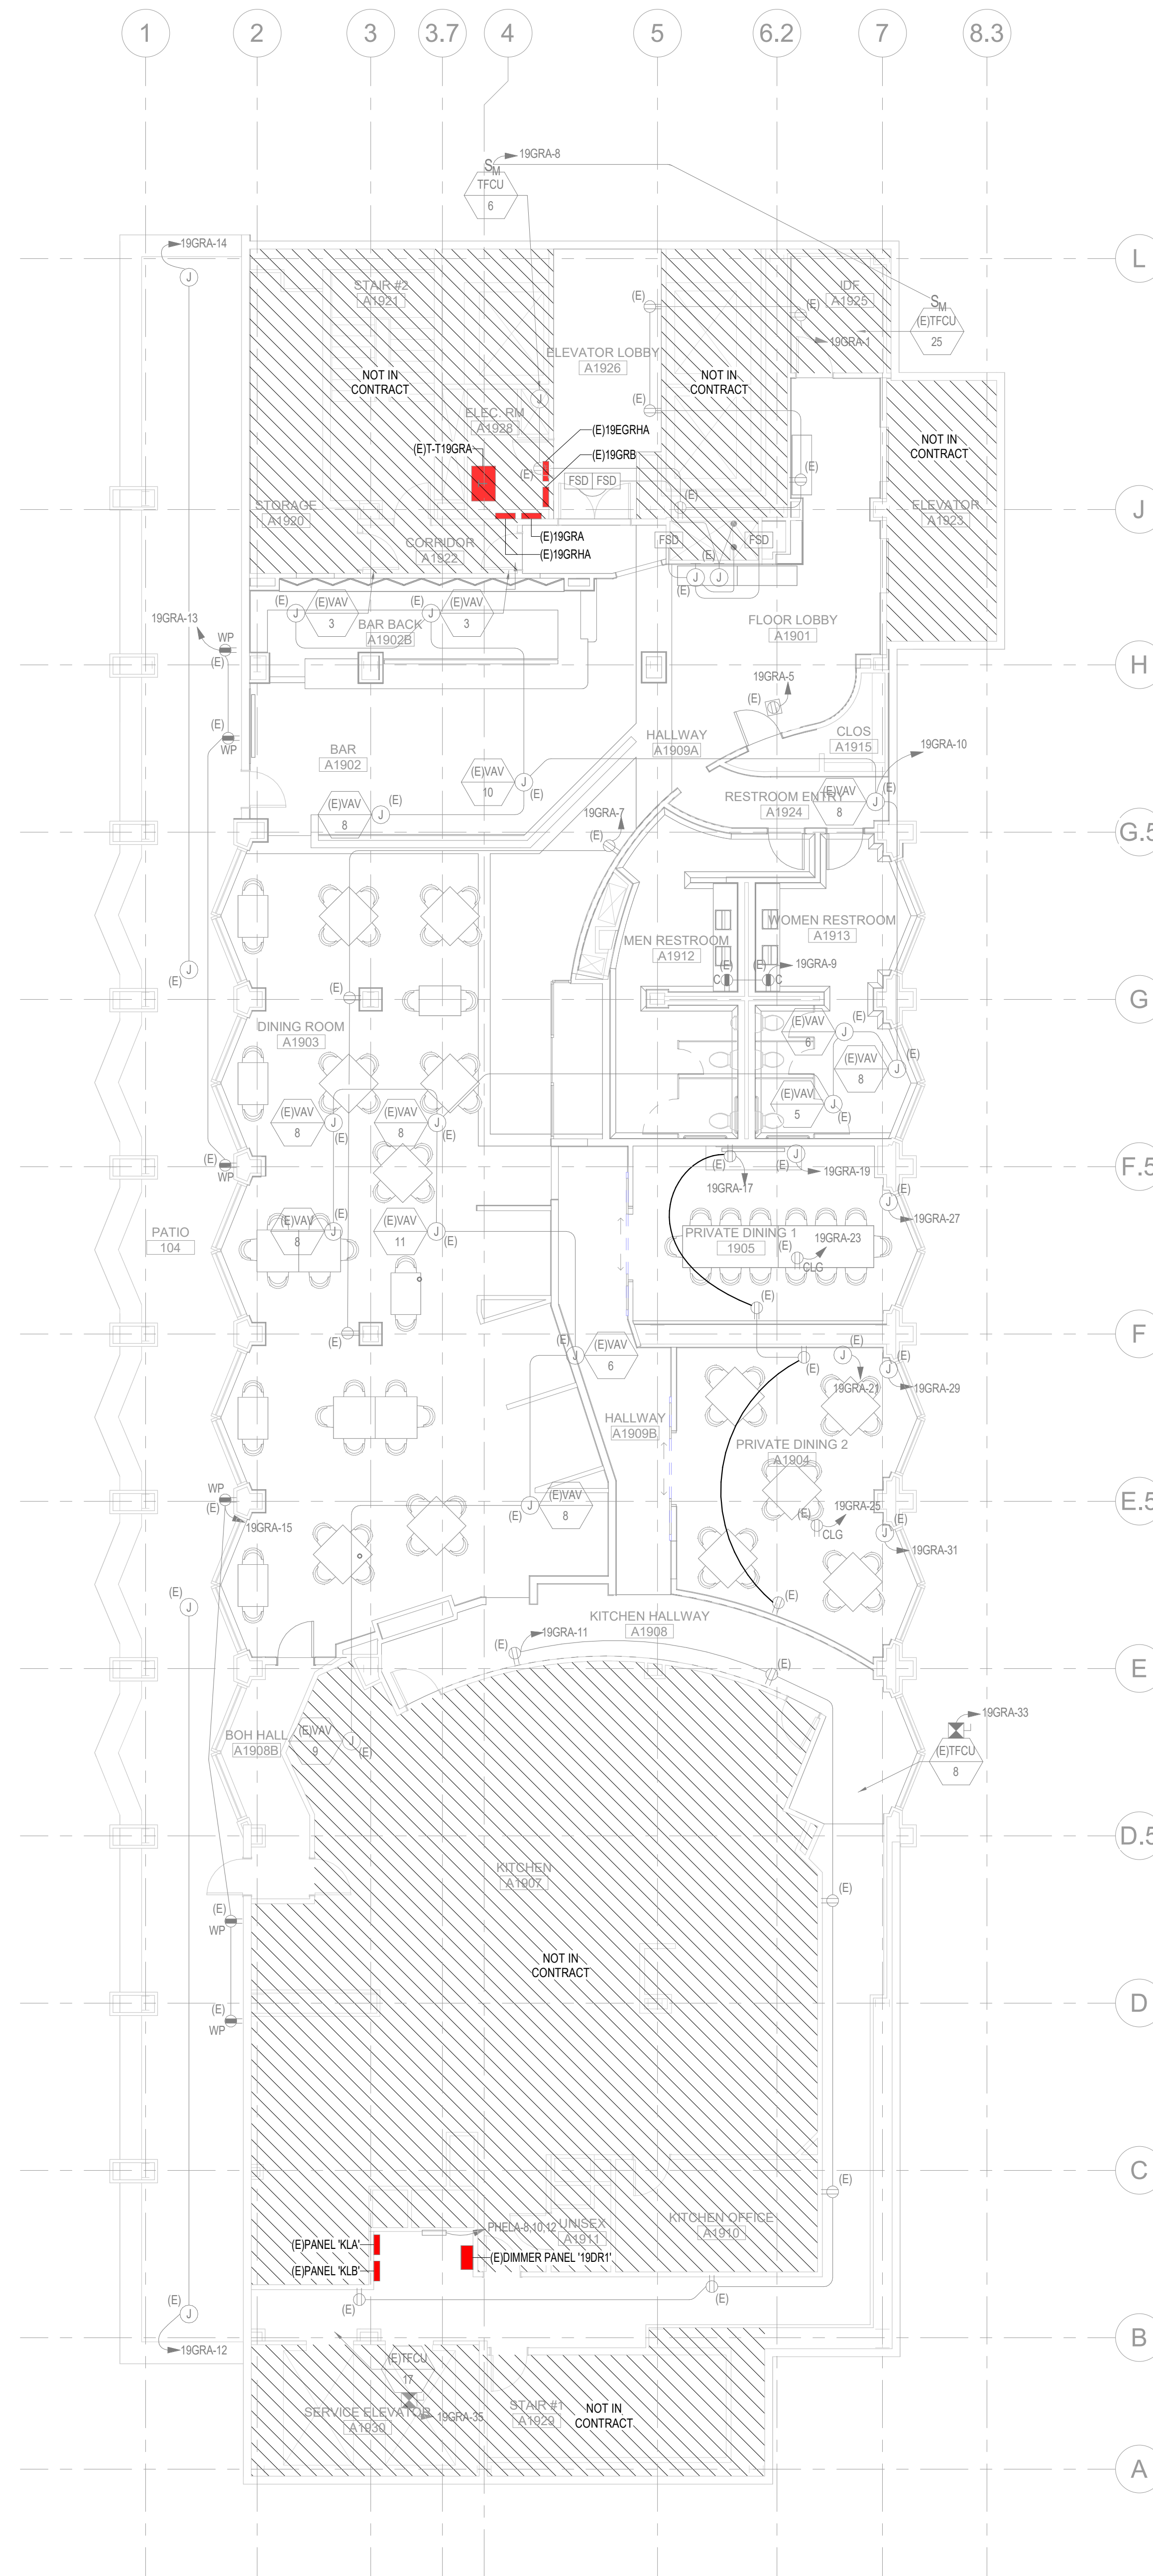 1
2
3
3.7
4
5
6.2
7
8.3
19GRA-8
SM
TFCU
6
19GRA-14
J
L
STAIR #2
A1921
IDF
A1925
SM
(E)TFCU
25
(E)
(E)
19GRA-1
ELEVATOR LOBBY
A1926
NOT IN
CONTRACT
NOT IN
CONTRACT
J
ELEC. RM
A1928
(E)
(E)19EGRHA
NOT IN
CONTRACT
(E)T-T19GRA
(E)19GRB
(E)
(E)
FSD
FSD
STORAGE
A1920
(E)
ELEVATOR
A1923
J
(E)19GRA
FSD
FSD
CORRIDOR
A1922
(E)19GRHA
(E)
J
J
(E)
(E)
J
(E)VAV
3
(E)
J
(E)VAV
3
BAR BACK
A1902B
FLOOR LOBBY
A1901
19GRA-13
WP
(E)
H
19GRA-5
(E)
(E)
WP
HALLWAY
A1909A
CLOS
A1915
19GRA-10
BAR
A1902
(E)VAV
10
J
(E)
(E)VAV
8
J
(E)
RESTROOM ENTRY
A1924
(E)VAV
8
J
(E)
19GRA-7
(E)
G.5
WOMEN RESTROOM
A1913
MEN RESTROOM
A1912
19GRA-9
(E)
(E)
C
C
J
(E)
(E)
G
DINING ROOM
A1903
(E)VAV
6
J
(E)
(E)VAV
8
J
(E)
(E)VAV
5
J
(E)
(E)VAV
8
J
(E)
(E)VAV
8
J
(E)
(E)
WP
(E)
19GRA-17
(E)
J
19GRA-19
F.5
(E)
J
19GRA-27
PATIO
104
(E)VAV
8
J
(E)
(E)VAV
11
J
(E)
PRIVATE DINING 1
1905
19GRA-23
(E)
CLG
(E)
(E)
F
(E)
J
(E)VAV
6
(E)
J
(E)
19GRA-21
J
(E)
19GRA-29
HALLWAY
A1909B
PRIVATE DINING 2
A1904
WP
(E)
19GRA-15
J
(E)
(E)VAV
8
19GRA-25
(E)
CLG
E.5
J
(E)
19GRA-31
(E)
J
(E)
KITCHEN HALLWAY
A1908
(E)
19GRA-11
(E)
E
BOH HALL
A1908B
(E)VAV
9
J
(E)
19GRA-33
(E)TFCU
8
D.5
KITCHEN
A1907
(E)
WP
(E)
NOT IN
CONTRACT
(E)
WP
D
C
(E)
PHELA-8,10,12
UNISEX
A1911
KITCHEN OFFICE
A1910
(E)PANEL 'KLA'
(E)DIMMER PANEL '19DR1'
(E)PANEL 'KLB'
(E)
(E)
(E)
J
19GRA-12
B
(E)TFCU
17
SERVICE ELEVATOR
A1930
19GRA-35
STAIR #1
A1929
NOT IN
CONTRACT
A